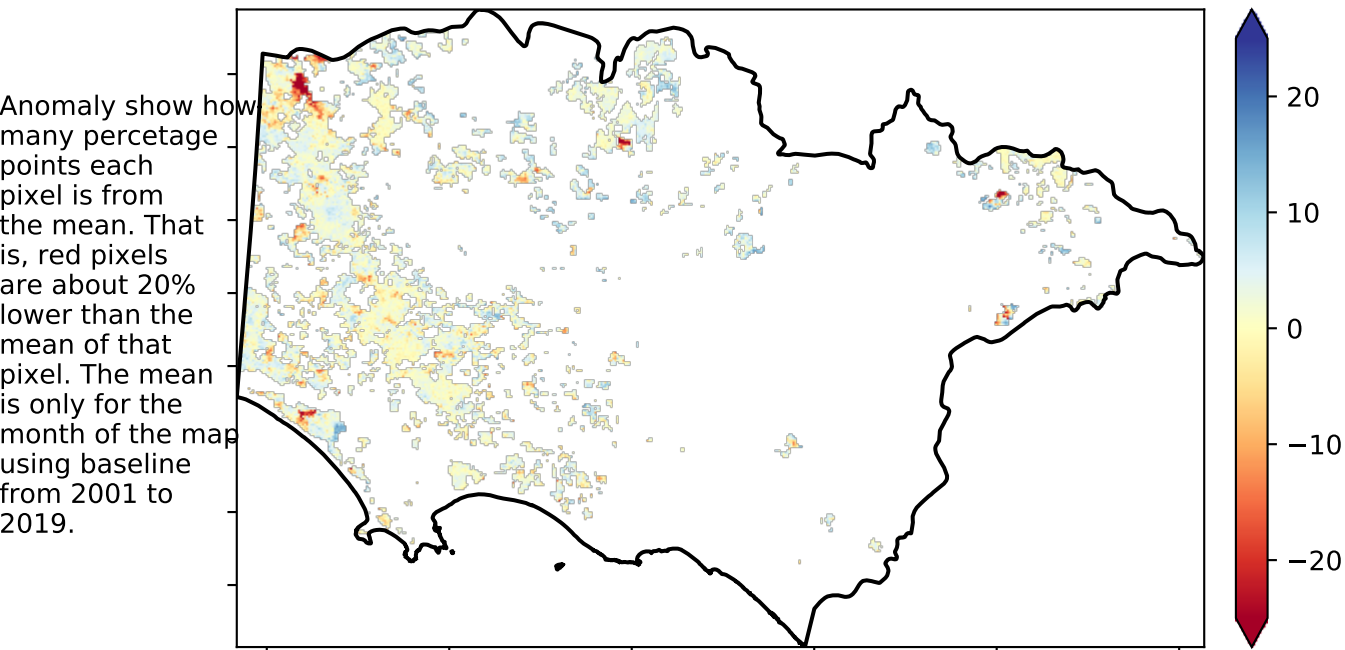 Anomaly show how
many percetage
points each
pixel is from
the mean. That
is, red pixels
are about 20%
lower than the
mean of that
pixel. The mean
is only for the
month of the map
using baseline
from 2001 to
2019.
20
10
0
−10
−20